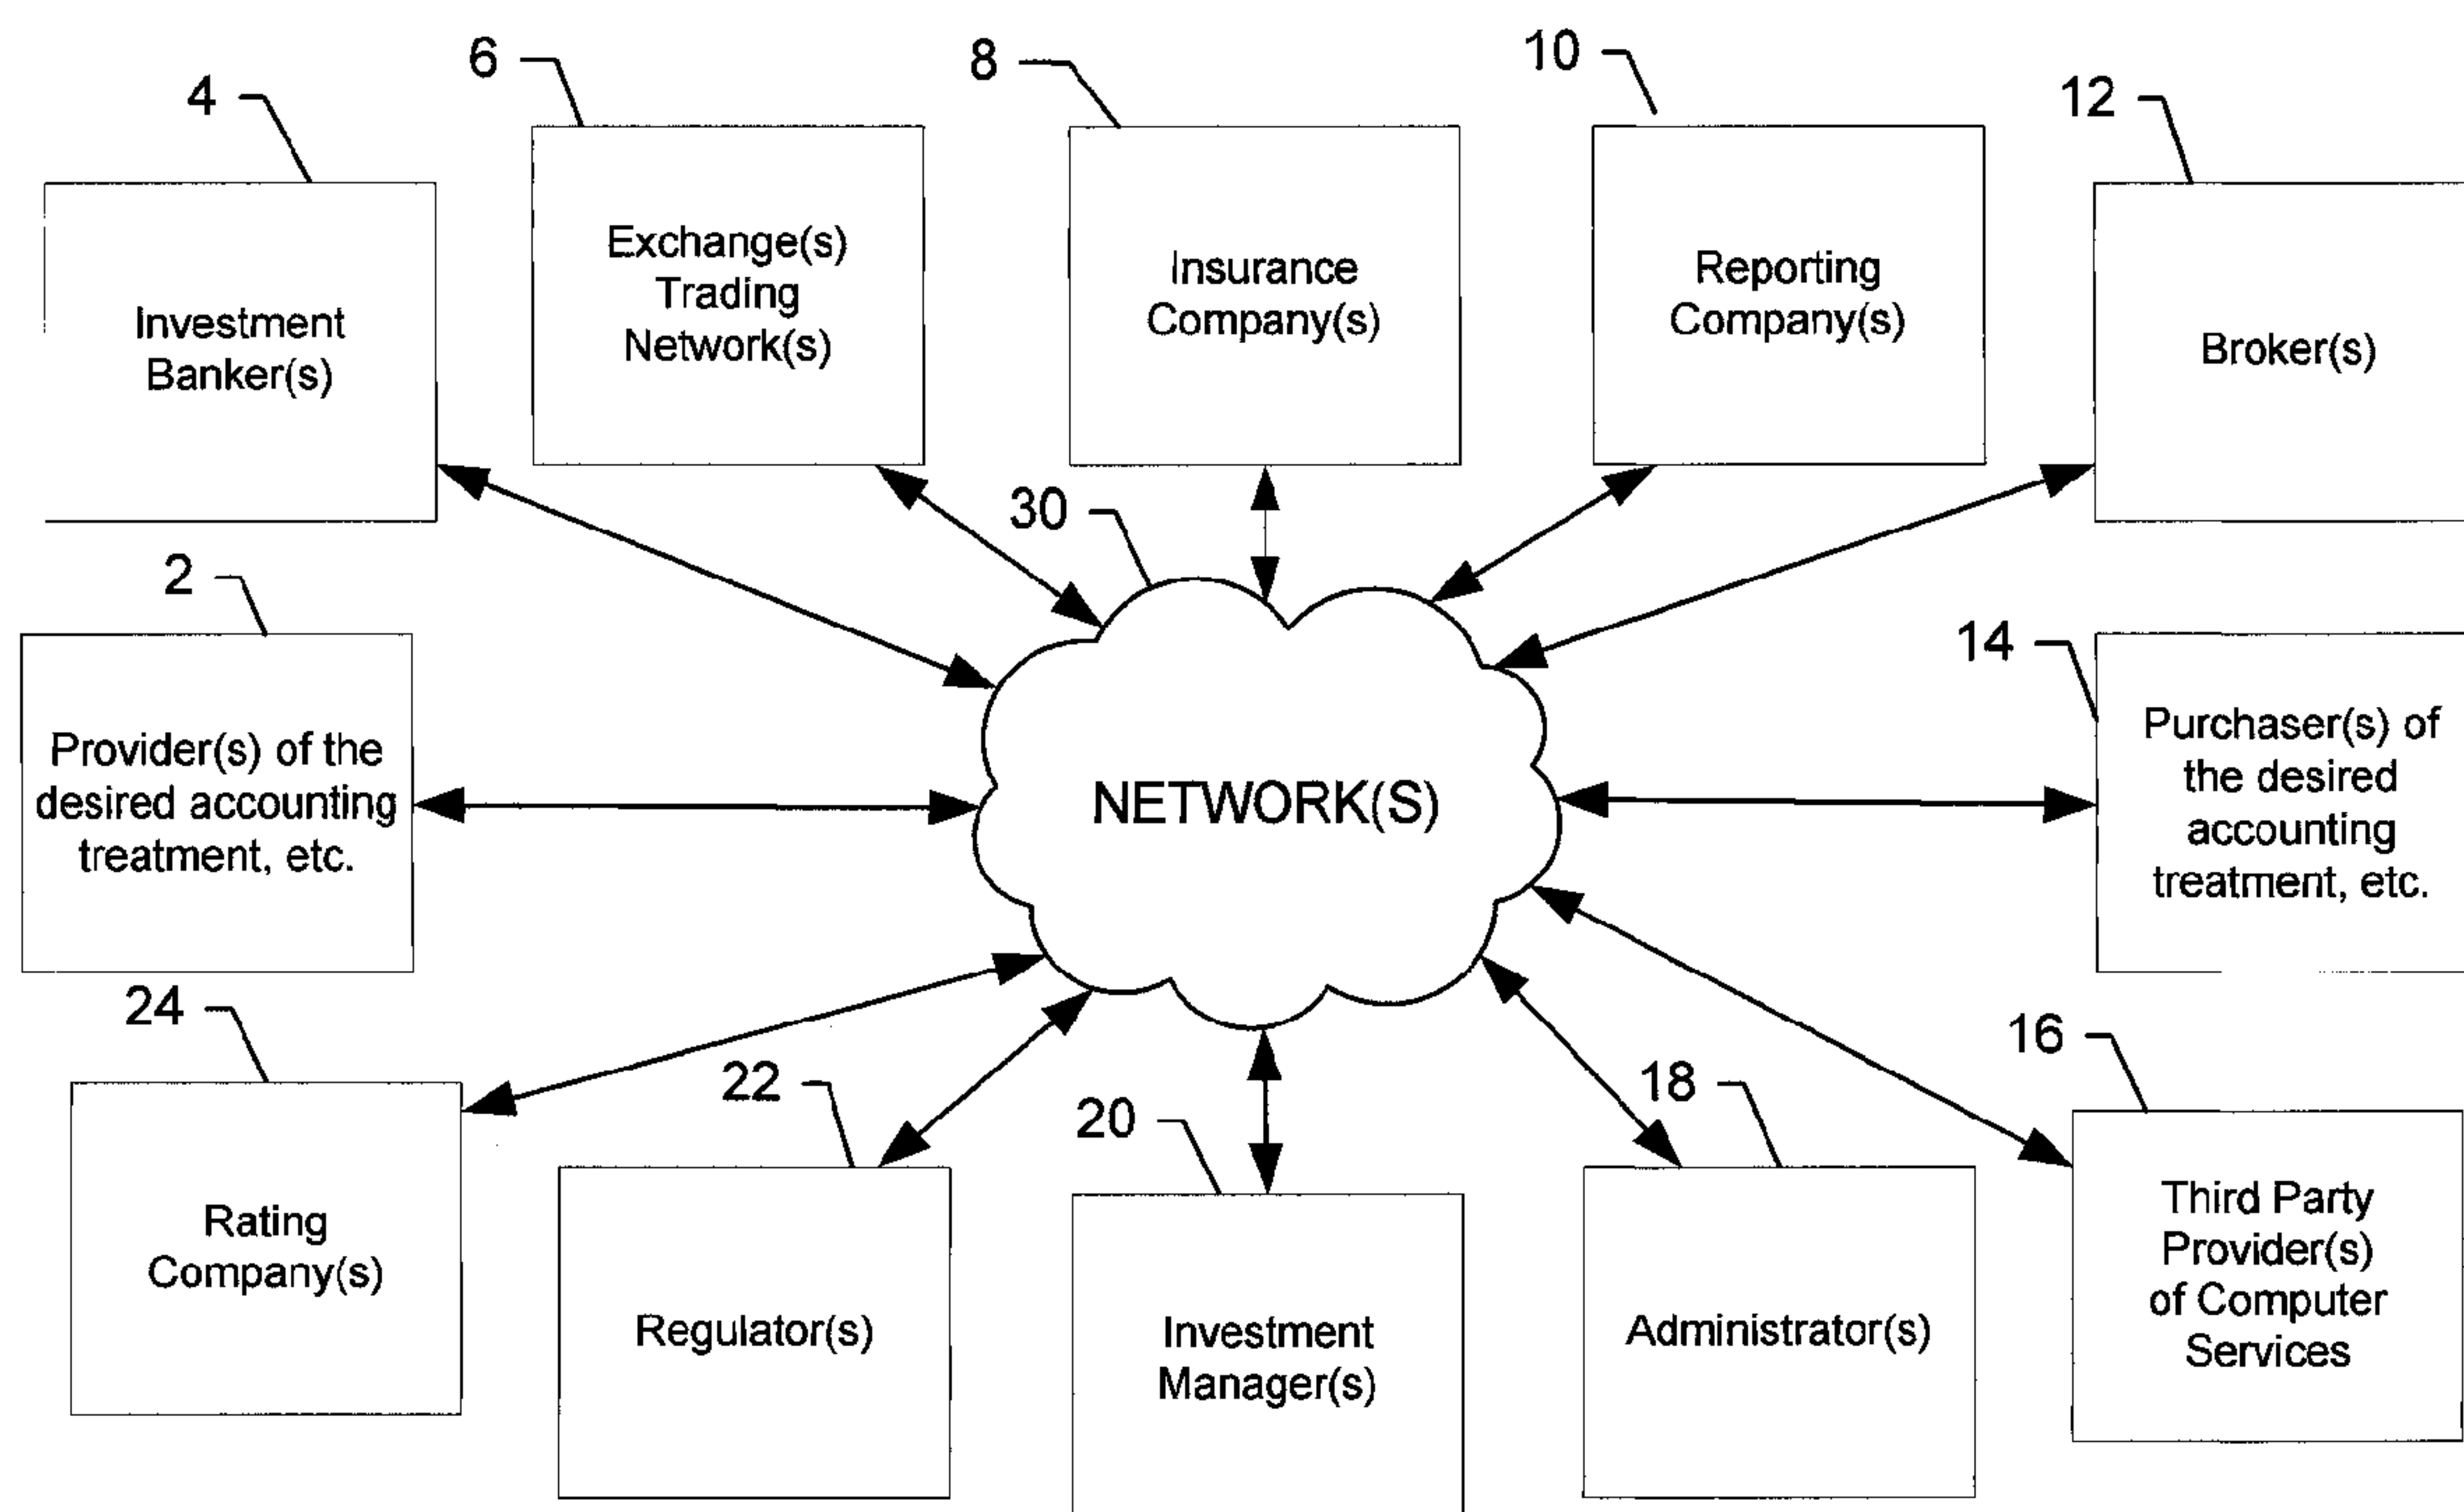 4
Investment
Banker(s)
6
Exchange(s)
Trading
Network(s)
8
Insurance
Company(s)
10
Reporting
Company(s)
12
Broker(s)
2
Provider(s) of the
desired accounting
treatment, etc.
30
NETWORK(S)
14
Purchaser(s) of
the desired
accounting
treatment, etc.
24
Rating
Company(s)
22
Regulator(s)
20
Investment
Manager(s)
18
Administrator(s)
16
Third Party
Provider(s)
of Computer
Services